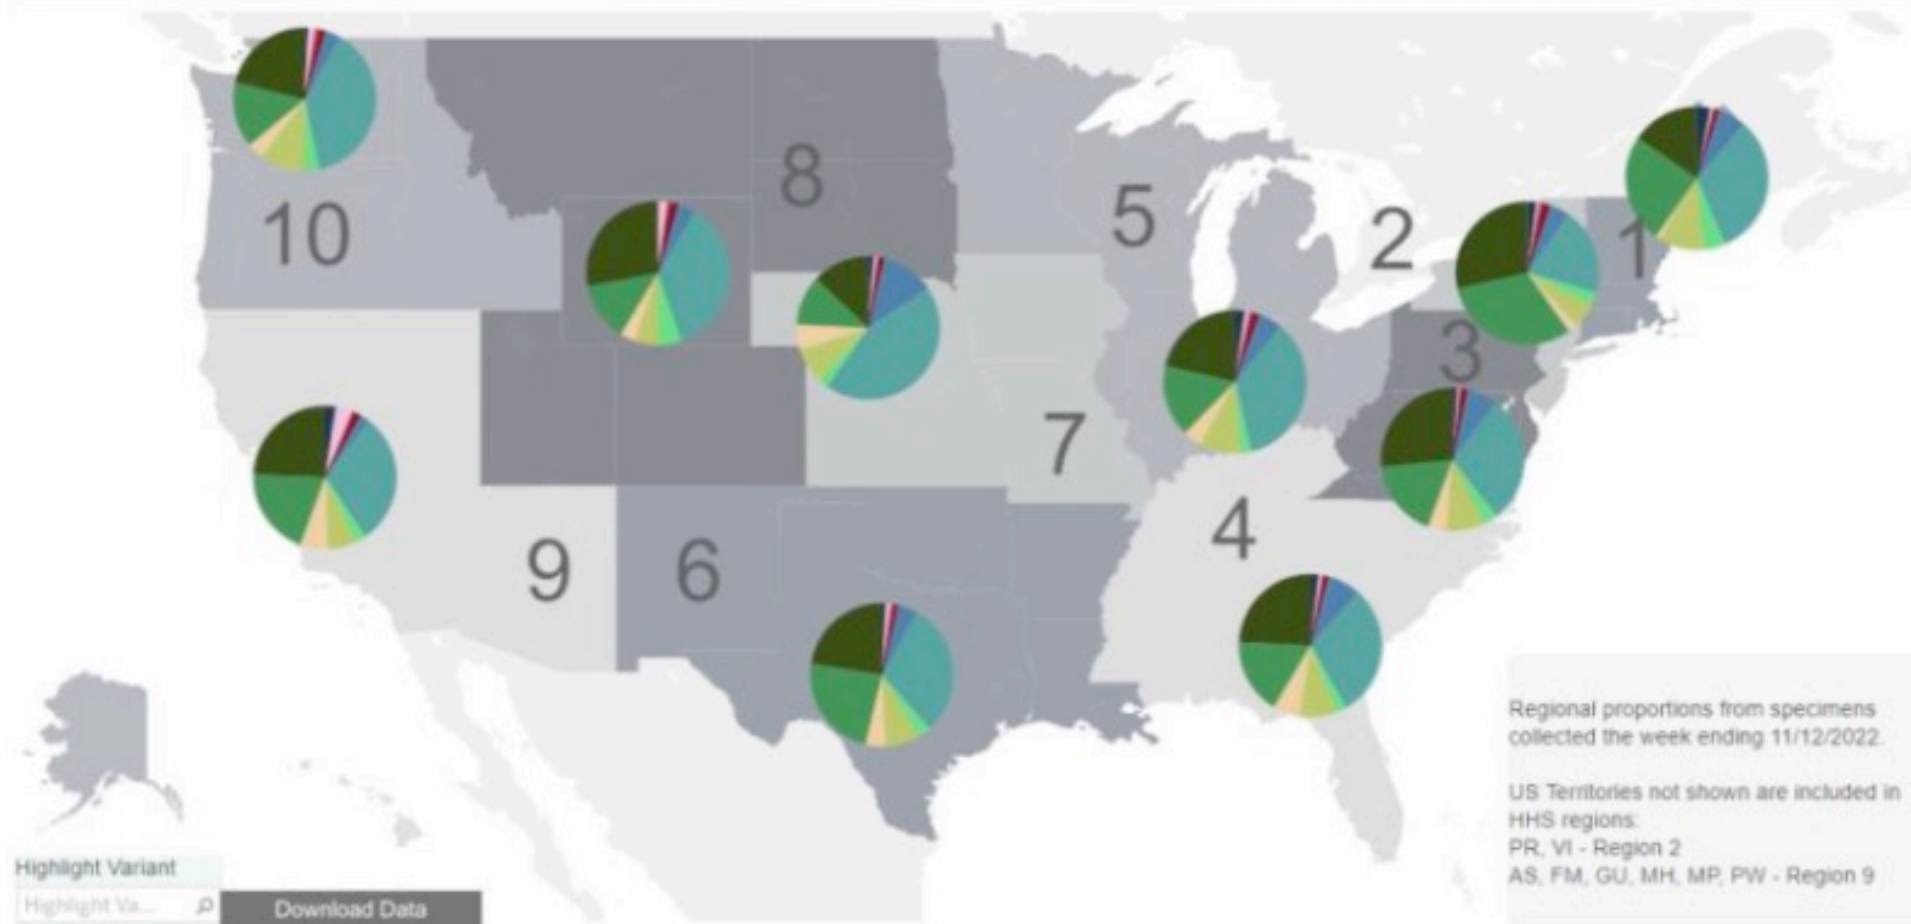 8
10
5
2
1
3
7
4
9
6
Regional proportions from specimens
collected the week ending 11/12/2022.
US Territories not shown are included in
HHS regions:
PR, VI - Region 2
AS, FM, GU, MH, MP, PW - Region 9
Highlight Variant
Highlight Va...
Download Data